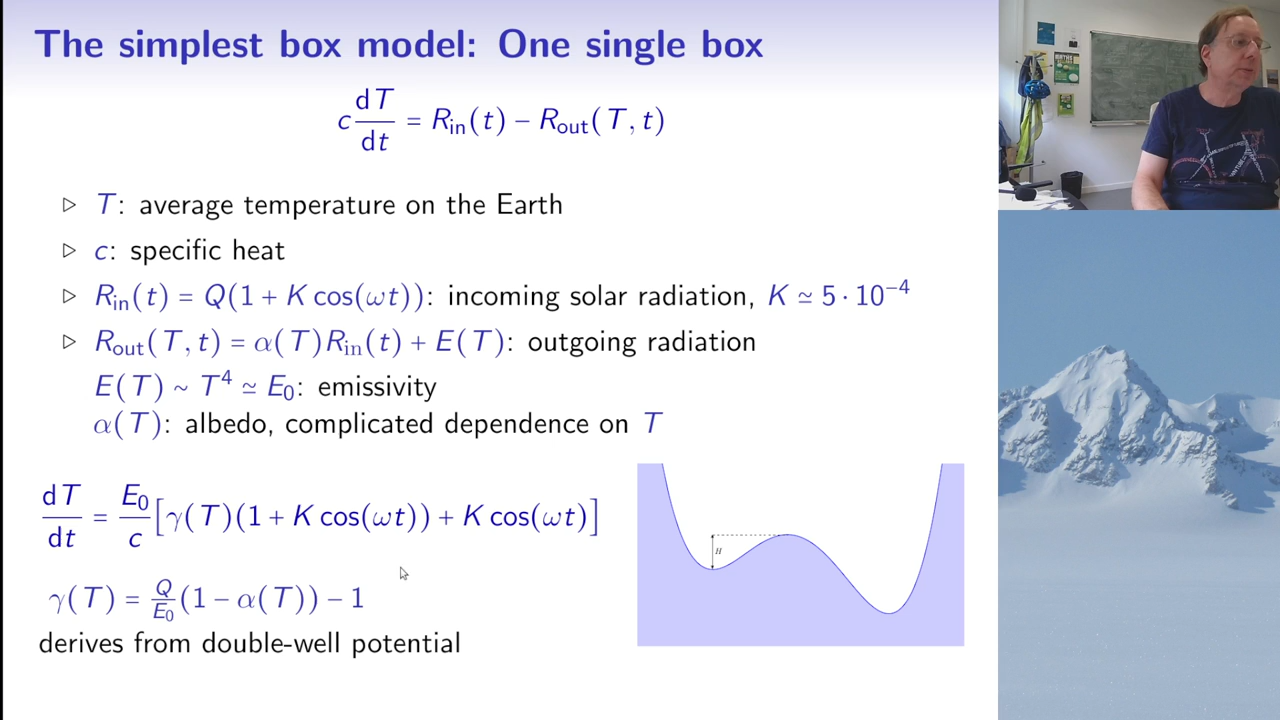 The simplest box model: One single box
c dT/dt = R_in(t) − R_out(T, t)
▷ T: average temperature on the Earth
▷ c: specific heat
▷ R_in(t) = Q(1 + K cos(ωt)): incoming solar radiation, K ≃ 5 · 10⁻⁴
▷ R_out(T, t) = α(T)R_in(t) + E(T): outgoing radiation
E(T) ~ T⁴ ≃ E₀: emissivity
α(T): albedo, complicated dependence on T
dT/dt = E₀/c [γ(T)(1 + K cos(ωt)) + K cos(ωt)]
H
γ(T) = Q/E₀ (1 − α(T)) − 1
derives from double-well potential